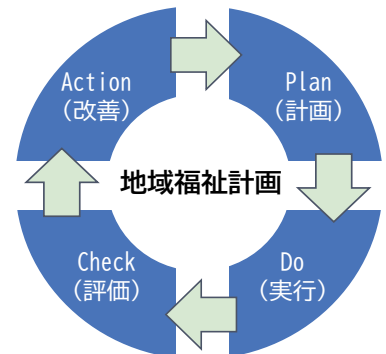 Action
(改善)
Plan
(計画)
地域福祉計画
Check
(評価)
Do
(実行)